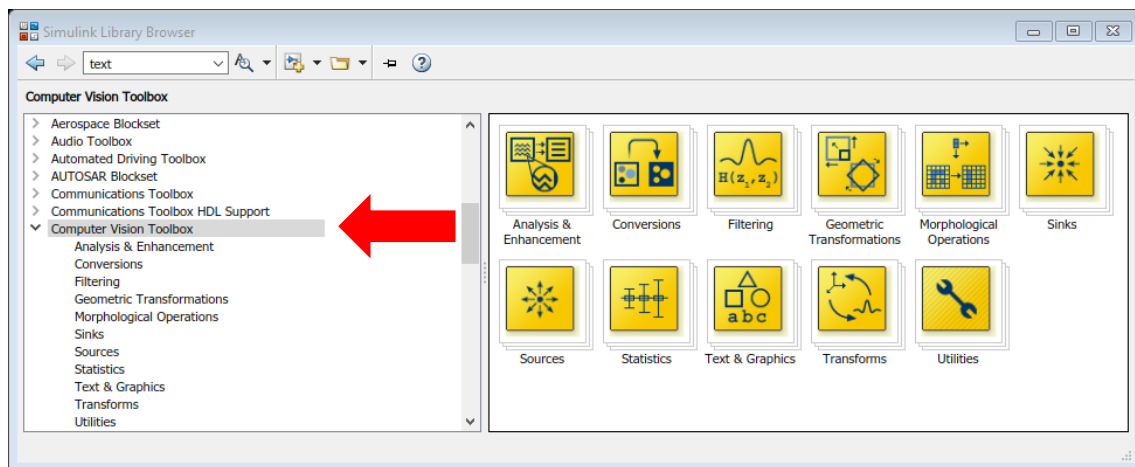 Simulink Library Browser
text
Computer Vision Toolbox
Aerospace Blockset
Audio Toolbox
Automated Driving Toolbox
AUTOSAR Blockset
Communications Toolbox
Communications Toolbox HDL Support
Computer Vision Toolbox
Analysis & Enhancement
Conversions
Filtering
Geometric Transformations
Morphological Operations
Sinks
Sources
Statistics
Text & Graphics
Transforms
Utilities
H(z₁,z₂)
Analysis &
Enhancement
Conversions
Filtering
Geometric
Transformations
Morphological
Operations
Sinks
abc
Sources
Statistics
Text & Graphics
Transforms
Utilities